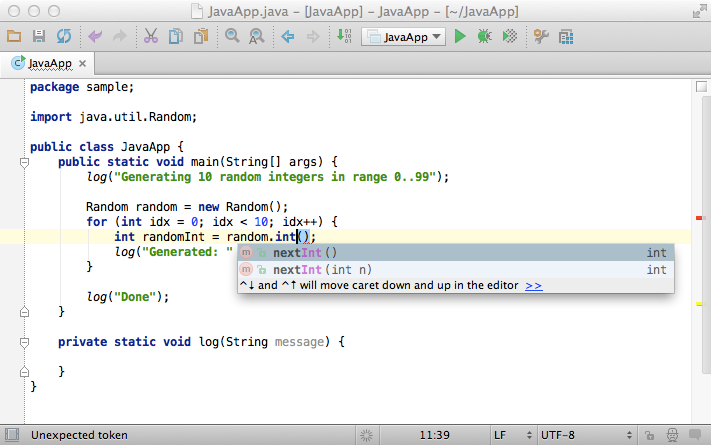 JavaApp.java – [JavaApp] – JavaApp – [~/JavaApp]
JavaApp
JavaApp
package sample;
import java.util.Random;
public class JavaApp {
public static void main(String[] args) {
log("Generating 10 random integers in range 0..99");
Random random = new Random();
for (int idx = 0; idx < 10; idx++) {
int randomInt = random.int();
log("Generated: "
nextInt() int
nextInt(int n) int
^↓ and ^↑ will move caret down and up in the editor >>
}
log("Done");
}
private static void log(String message) {
}
}
Unexpected token 11:39 LF UTF-8